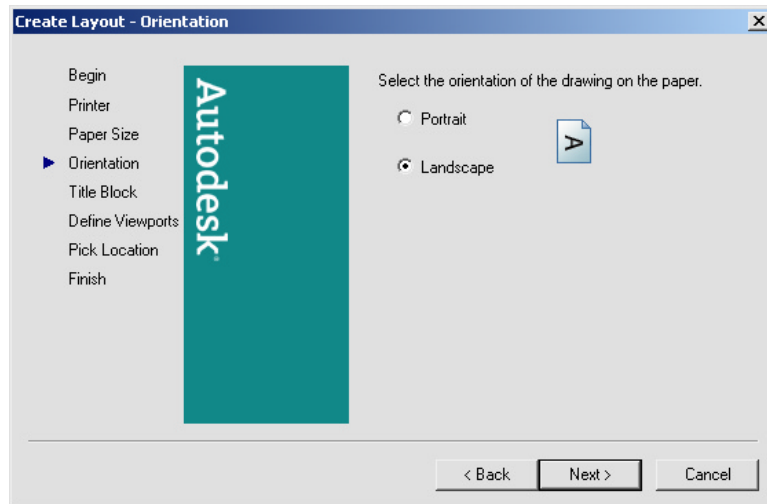 Create Layout - Orientation
Begin
Printer
Paper Size
Orientation
Title Block
Define Viewports
Pick Location
Finish
Autodesk®
Select the orientation of the drawing on the paper.
Portrait
Landscape
A
< Back
Next >
Cancel